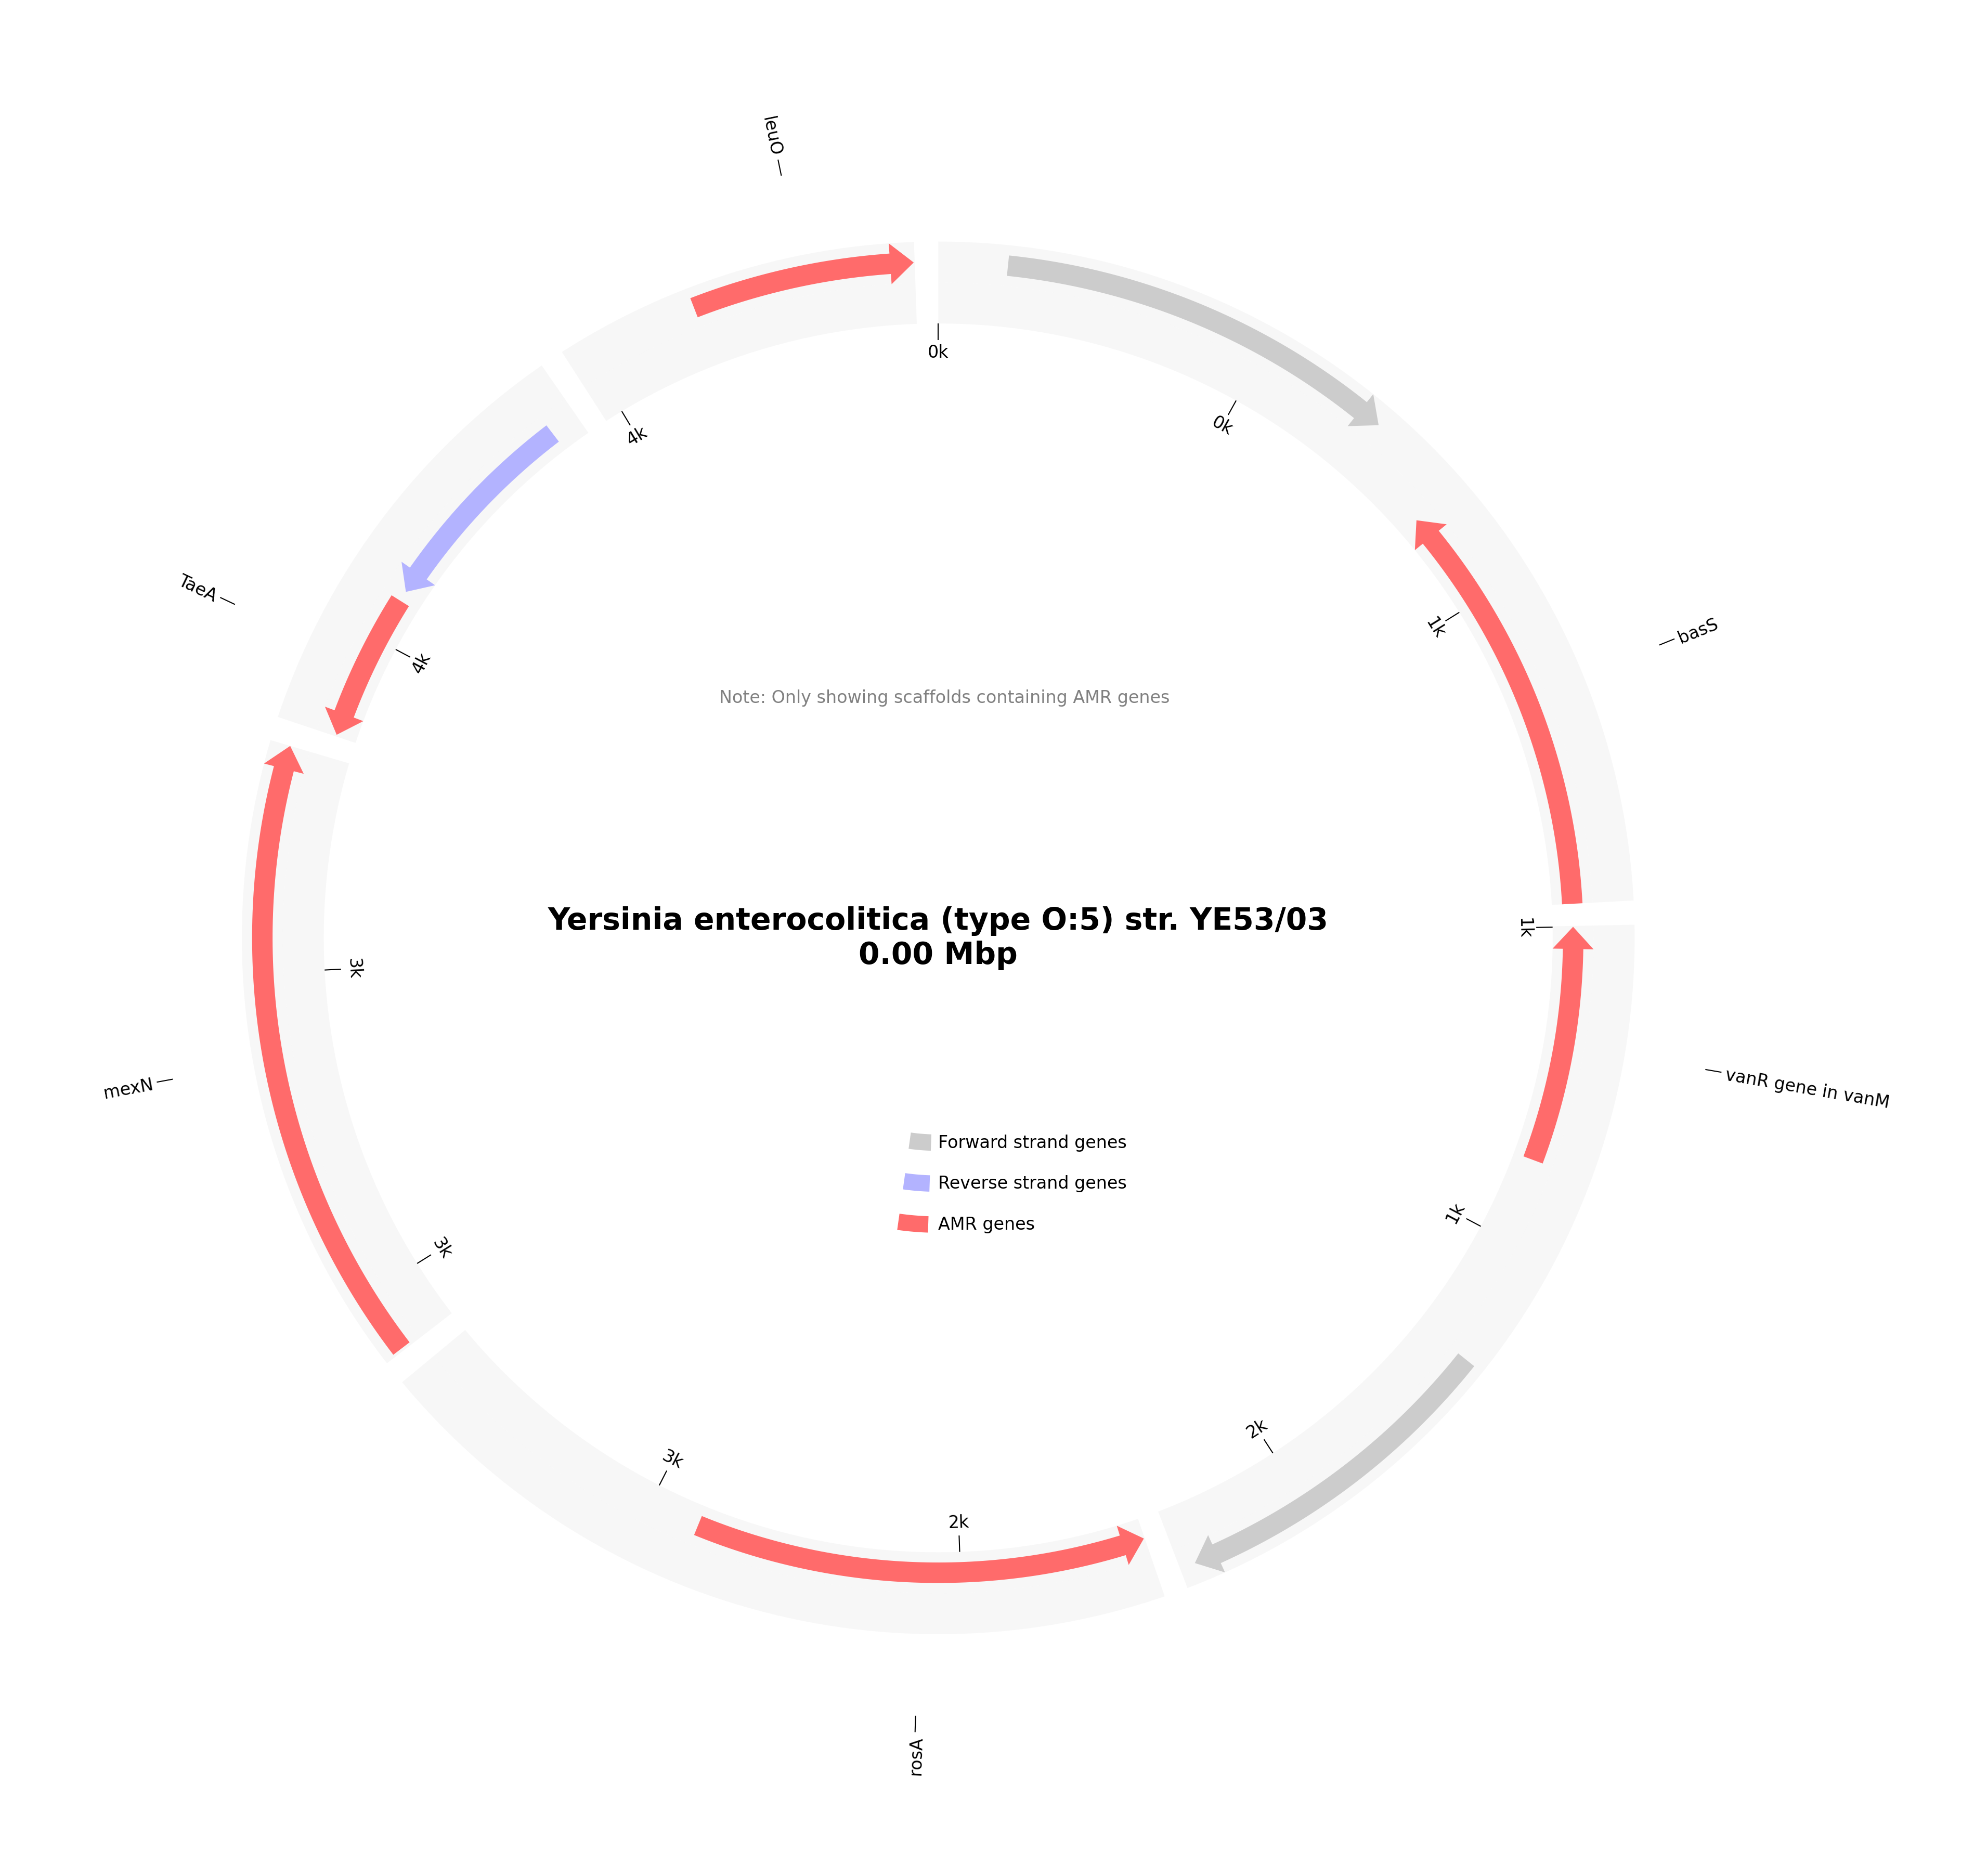 leuO
0k
0k
4k
TaeA
basS
1k
4k
Note: Only showing scaffolds containing AMR genes
Yersinia enterocolitica (type O:5) str. YE53/03
0.00 Mbp
1k
3k
mexN
vanR gene in vanM
Forward strand genes
Reverse strand genes
AMR genes
1k
3k
2k
3k
2k
rosA